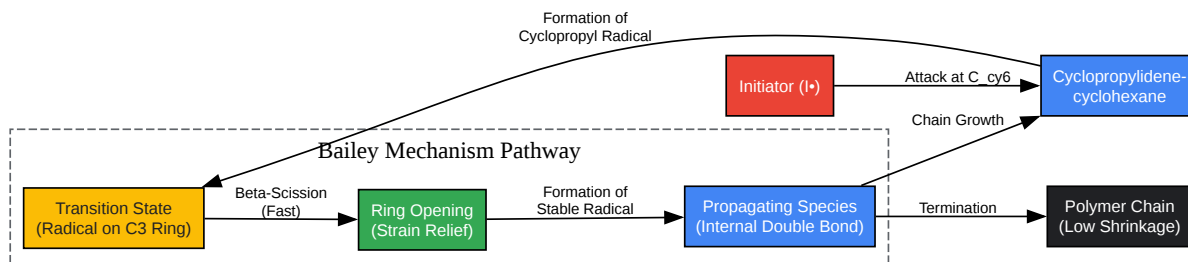 Formation of
Cyclopropyl Radical
Initiator (I•)
Attack at C_cy6
Cyclopropylidene-
cyclohexane
Chain Growth
Bailey Mechanism Pathway
Transition State
(Radical on C3 Ring)
Beta-Scission
(Fast)
Ring Opening
(Strain Relief)
Formation of
Stable Radical
Propagating Species
(Internal Double Bond)
Termination
Polymer Chain
(Low Shrinkage)